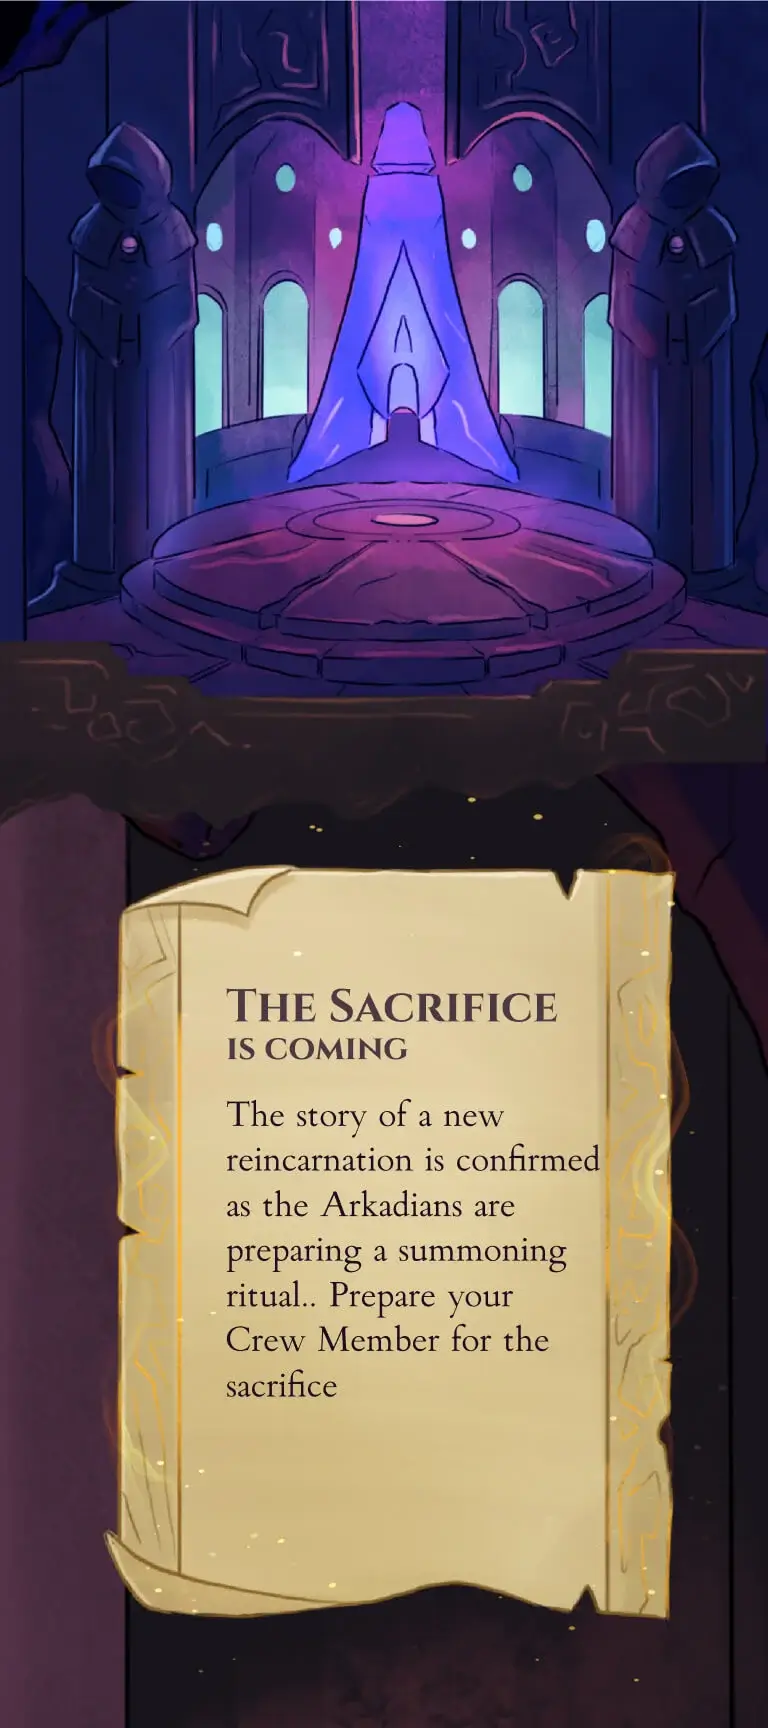 The Sacrifice
is coming
The story of a new
reincarnation is confirmed
as the Arkadians are
preparing a summoning
ritual.. Prepare your
Crew Member for the
sacrifice